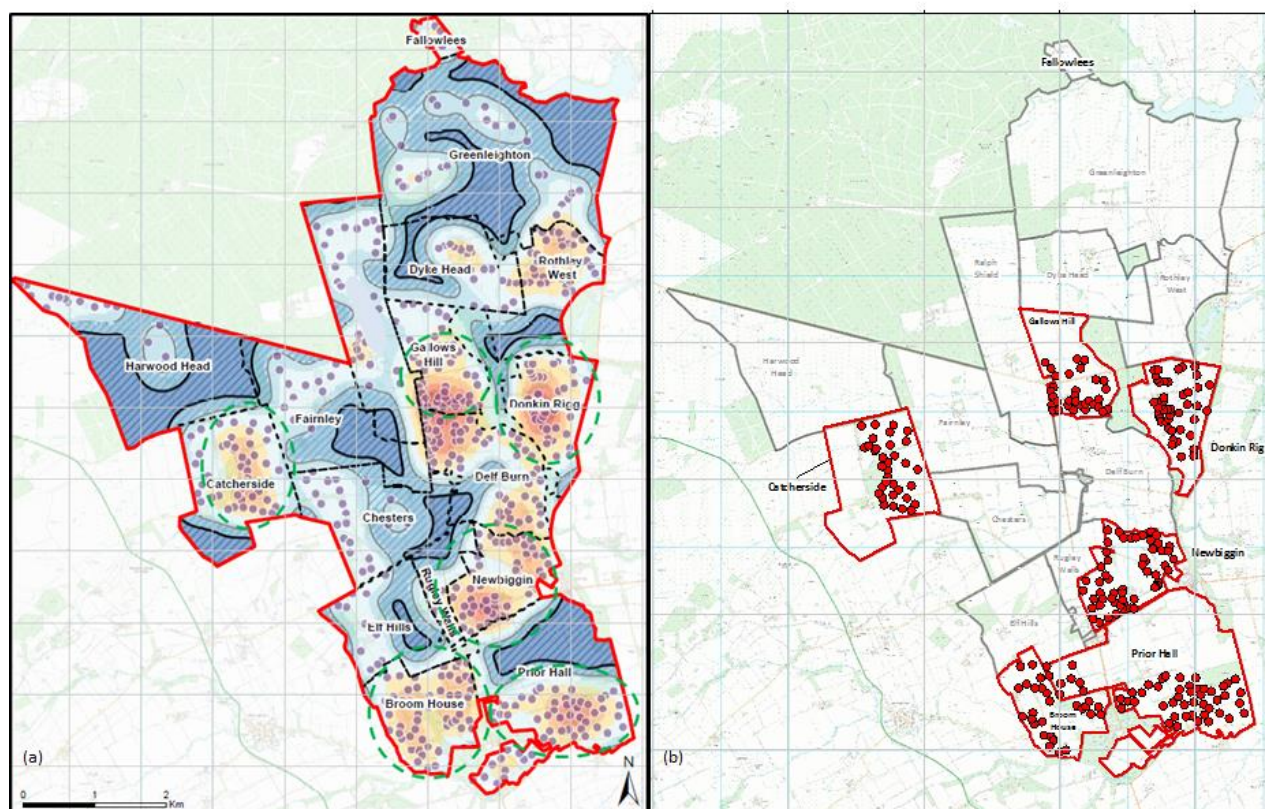 Fallowlees
Greenleighton
Dyke Head
Rothley
West
Gallows
Hill
Harwood Head
Donkin Rigg
Fairnley
Catcherside
Delf Burn
Chesters
Newbiggin
Rugley Walls
Elf Hills
Prior Hall
Broom House
(a)
N
0 1 2
Km
Fallowlees
Greenleighton
Ralph
Shield
Dyke Head
Rothley
West
Gallows Hill
Harwood
Head
Fairnley
Donkin Rig
Delf Burn
Catcherside
Chesters
Newbiggin
Rugley
Walls
Elf Hills
Prior Hall
Broom
House
(b)